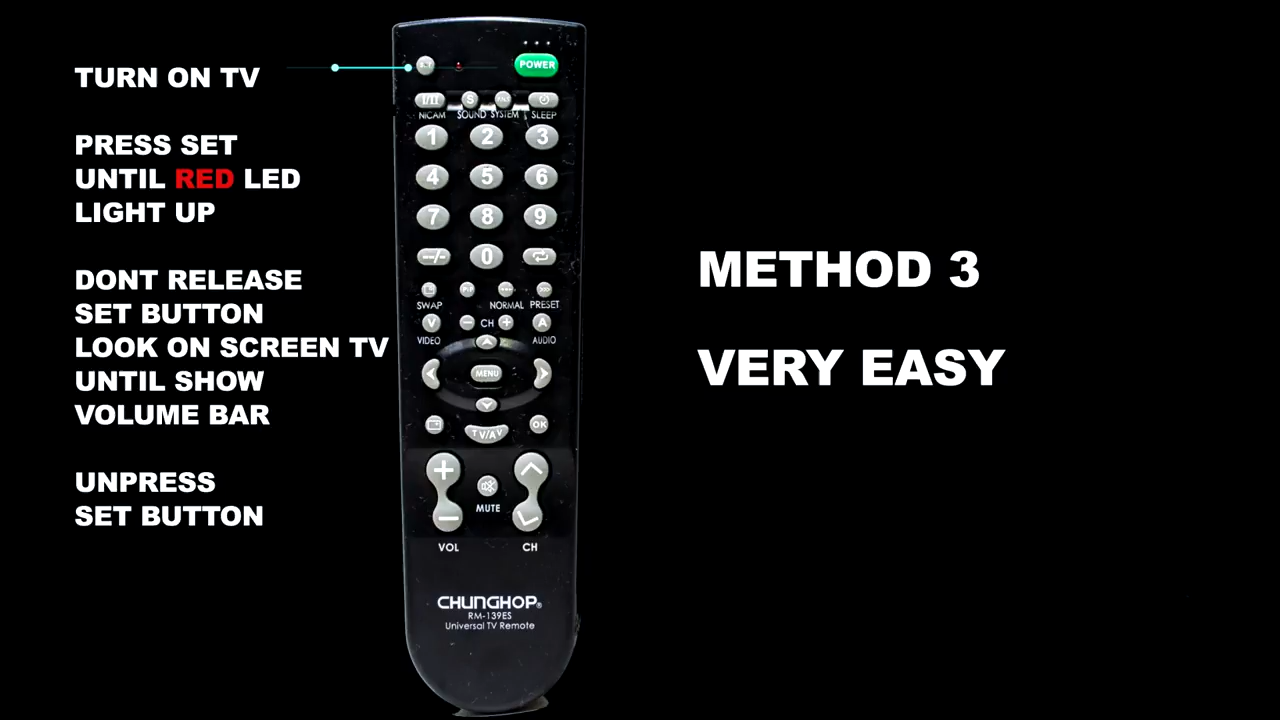 TURN ON TV
PRESS SET
UNTIL RED LED
LIGHT UP
DONT RELEASE
SET BUTTON
LOOK ON SCREEN TV
UNTIL SHOW
VOLUME BAR
UNPRESS
SET BUTTON
POWER
I/II S
NICAM SOUND SYSTEM SLEEP
1 2 3
4 5 6
7 8 9
--/- 0
SWAP NORMAL PRESET
V − CH + A
VIDEO AUDIO
MENU
OK
TV/AV
+
MUTE
−
VOL CH
CHUNGHOP®
RM-139ES
Universal TV Remote
METHOD 3
VERY EASY